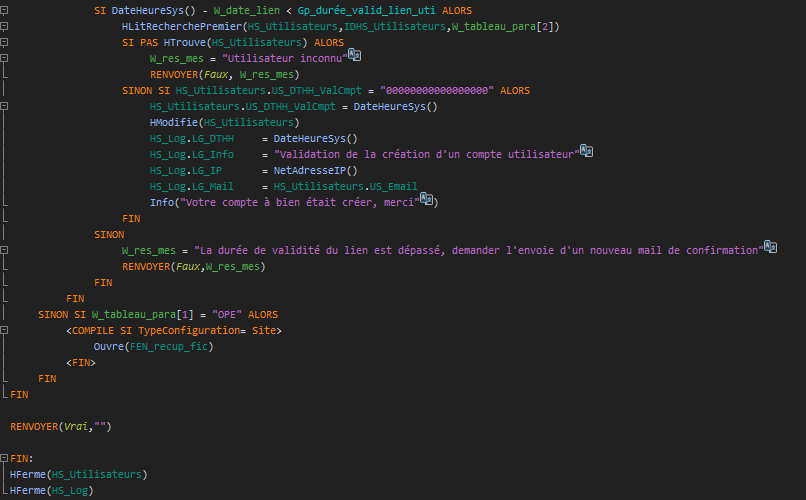 SI DateHeureSys() - W_date_lien < Gp_durée_valid_lien_uti ALORS
HLitRecherchePremier(HS_Utilisateurs,IDHS_Utilisateurs,W_tableau_para[2])
SI PAS HTrouve(HS_Utilisateurs) ALORS
W_res_mes = "Utilisateur inconnu"
RENVOYER(Faux, W_res_mes)
SINON SI HS_Utilisateurs.US_DTHH_ValCmpt = "00000000000000000" ALORS
HS_Utilisateurs.US_DTHH_ValCmpt = DateHeureSys()
HModifie(HS_Utilisateurs)
HS_Log.LG_DTHH = DateHeureSys()
HS_Log.LG_Info = "Validation de la création d'un compte utilisateur"
HS_Log.LG_IP = NetAdresseIP()
HS_Log.LG_Mail = HS_Utilisateurs.US_Email
Info("Votre compte à bien était créer, merci")
FIN
SINON
W_res_mes = "La durée de validité du lien est dépassé, demander l'envoie d'un nouveau mail de confirmation"
RENVOYER(Faux,W_res_mes)
FIN
FIN
SINON SI W_tableau_para[1] = "OPE" ALORS
<COMPILE SI TypeConfiguration= Site>
Ouvre(FEN_recup_fic)
<FIN>
FIN
FIN
RENVOYER(Vrai,"")
FIN:
HFerme(HS_Utilisateurs)
HFerme(HS_Log)